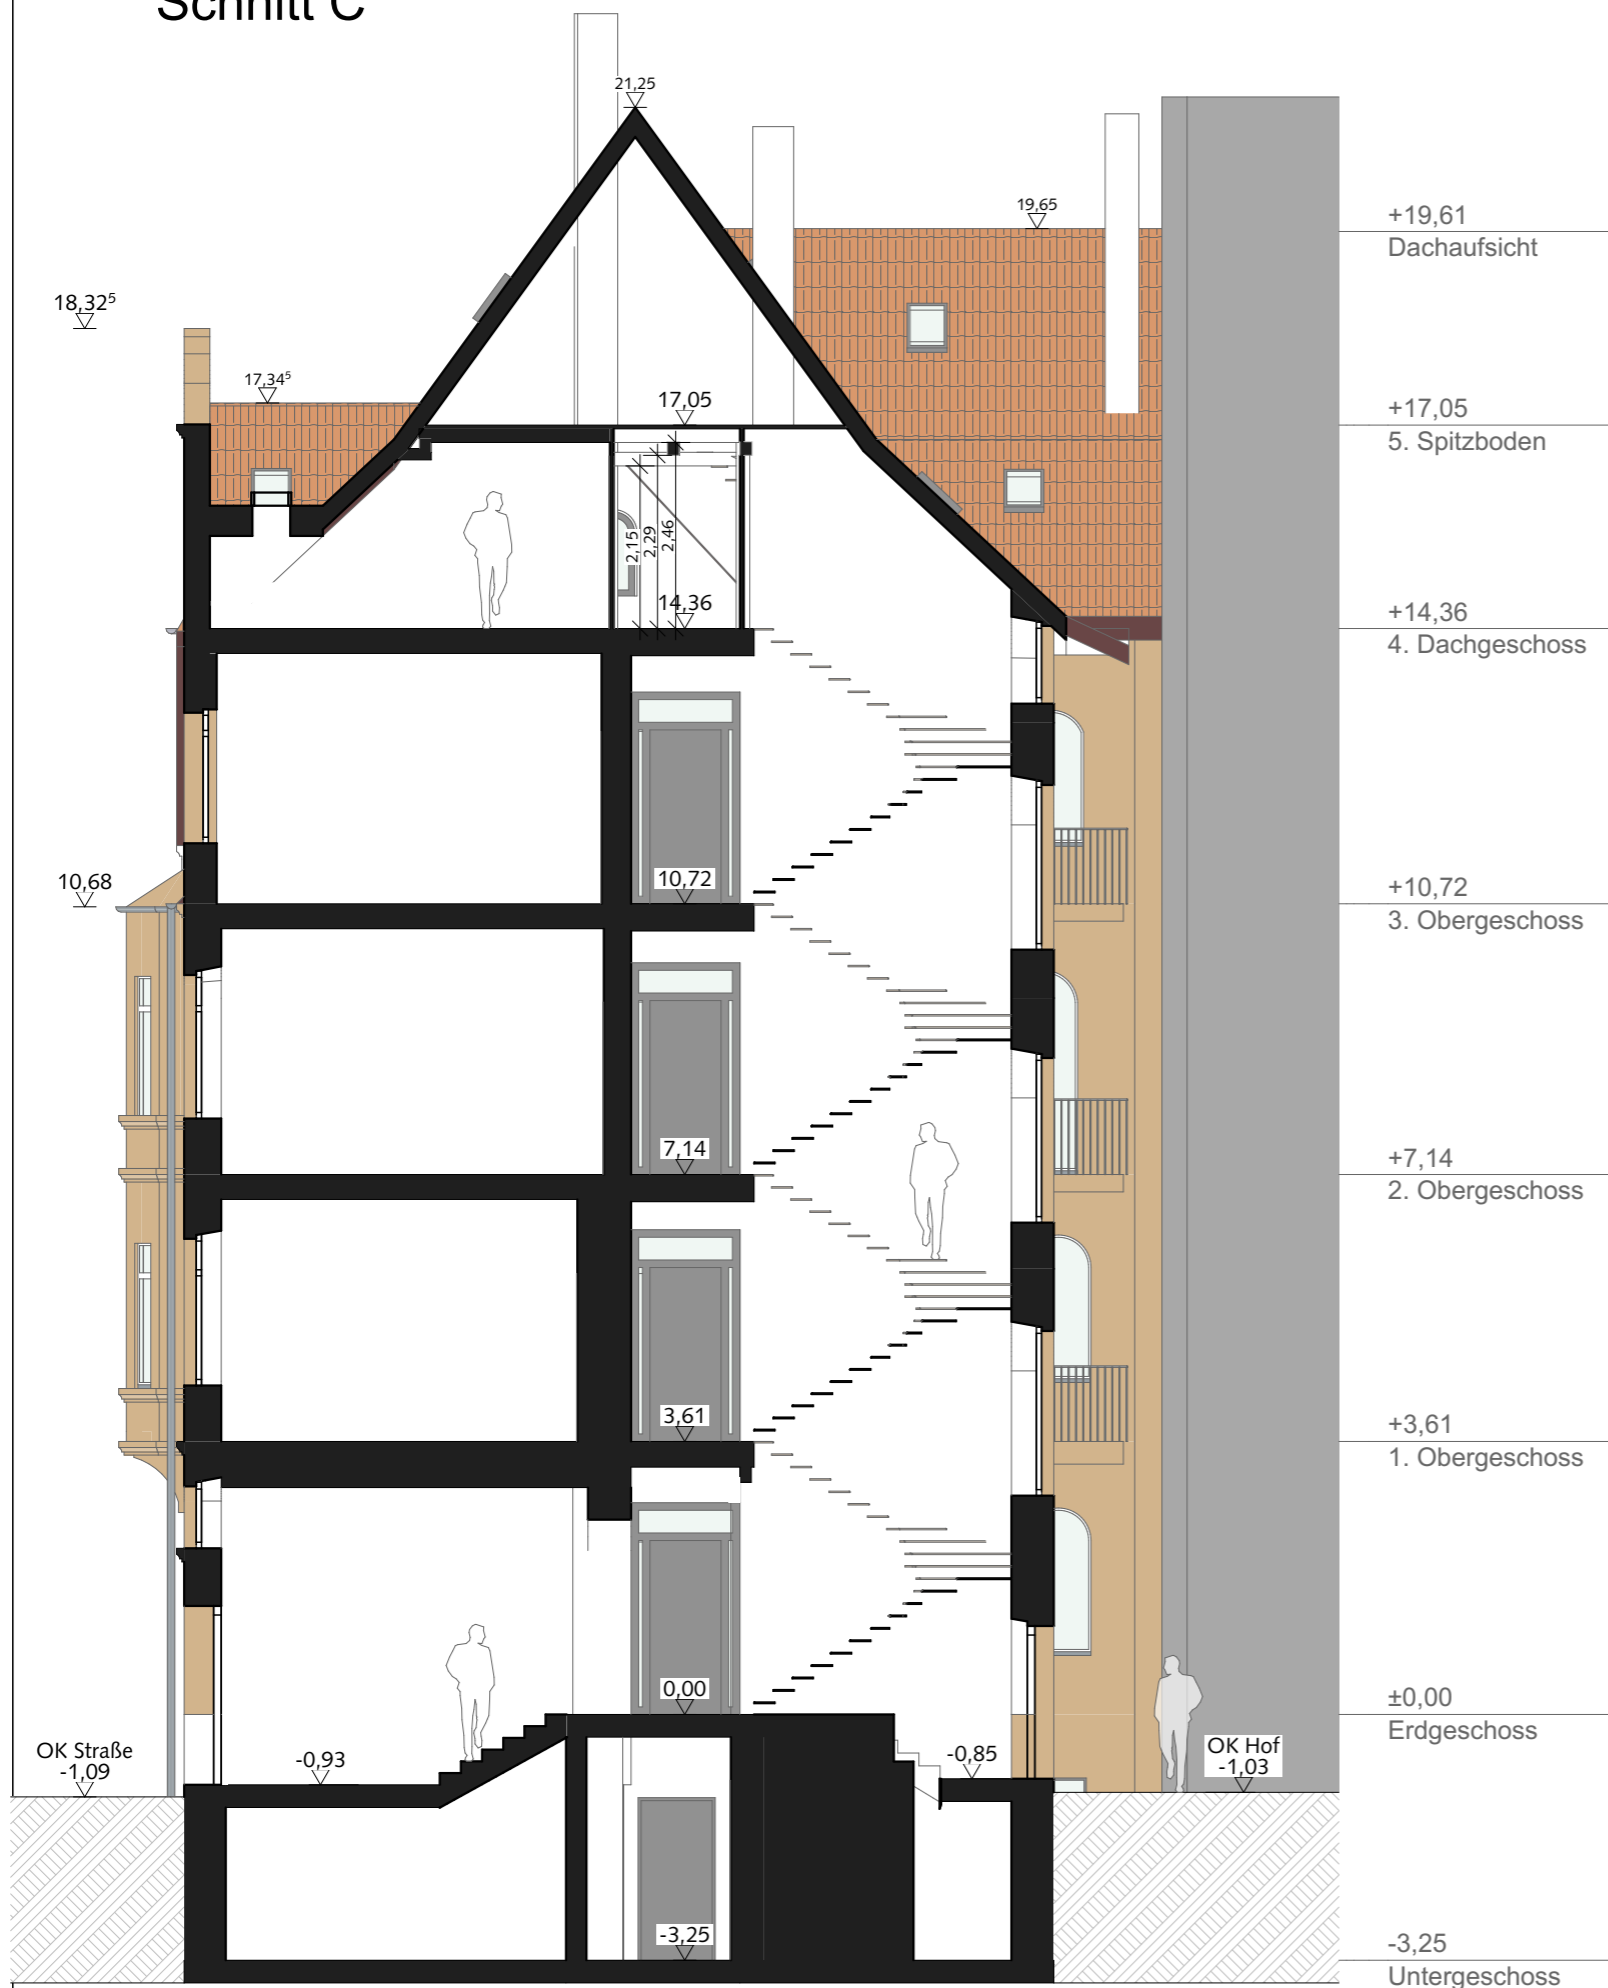 Schnitt C
21,25
19,65
+19,61
Dachaufsicht
18,32⁵
17,34⁵
17,05
+17,05
5. Spitzboden
2,15
2,29
2,46
14,36
+14,36
4. Dachgeschoss
10,68
10,72
+10,72
3. Obergeschoss
7,14
+7,14
2. Obergeschoss
3,61
+3,61
1. Obergeschoss
0,00
±0,00
Erdgeschoss
OK Straße
-1,09
-0,93
-0,85
OK Hof
-1,03
-3,25
-3,25
Untergeschoss